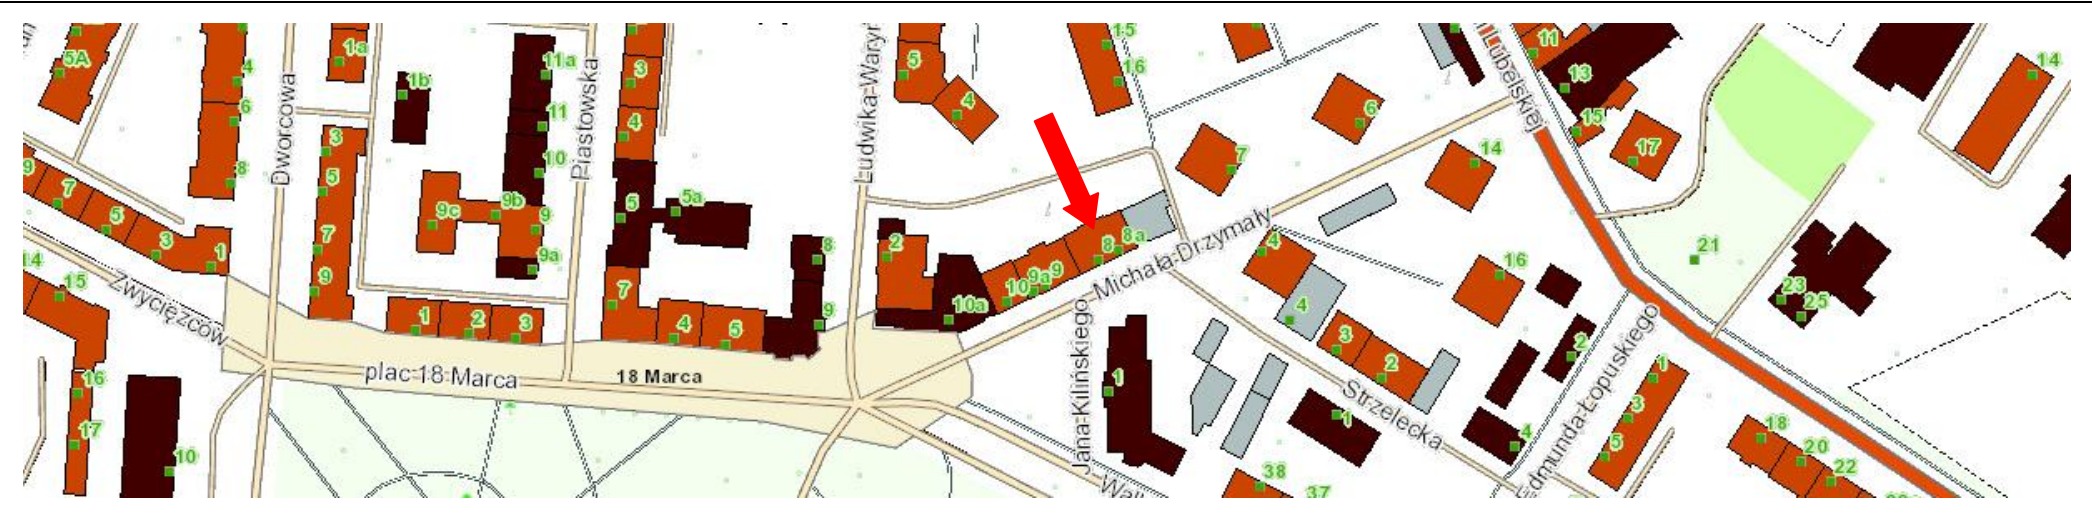 5A
4
6
8
Dworcowa
1a
1b
11a
11
10
Piastowska
3
4
5
5a
Ludwika Waryn
5
4
15
16
6
7
14
Lubelskiej
11
13
15
17
14
9
7
5
3
1
3
5
7
9
9c
9b
9
9a
8
9
2
10a
10
9a
9
8
8a
Michała Drzymały
4
4
16
21
23
25
14
15
Zwycięzców
1
2
3
7
4
5
plac 18 Marca
18 Marca
Jana Kilińskiego
1
3
2
2
Strzelecka
1
4
Edmunda Łopuskiego
1
3
5
16
17
10
Wał
38
37
18
20
22